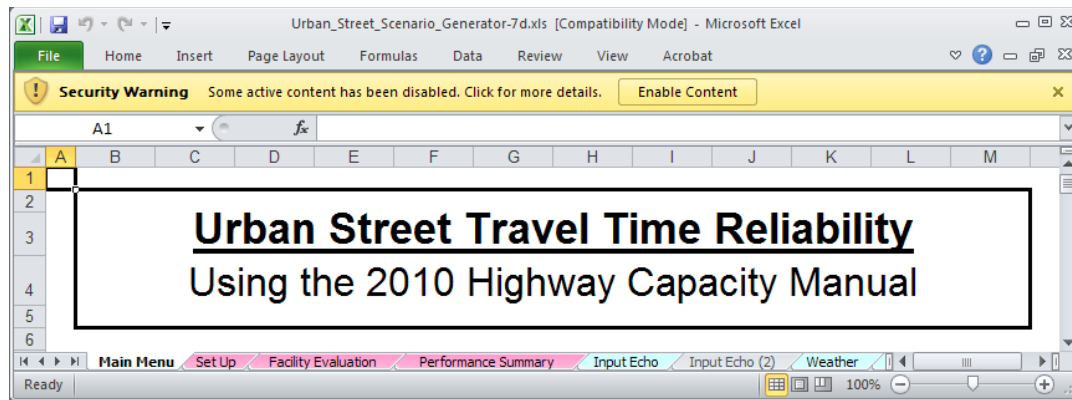 Urban_Street_Scenario_Generator-7d.xls [Compatibility Mode] - Microsoft Excel
File Home Insert Page Layout Formulas Data Review View Acrobat
Security Warning Some active content has been disabled. Click for more details. Enable Content
A1 fx
A B C D E F G H I J K L M
1
2
3 Urban Street Travel Time Reliability
4 Using the 2010 Highway Capacity Manual
5
6
Main Menu Set Up Facility Evaluation Performance Summary Input Echo Input Echo (2) Weather
Ready 100%